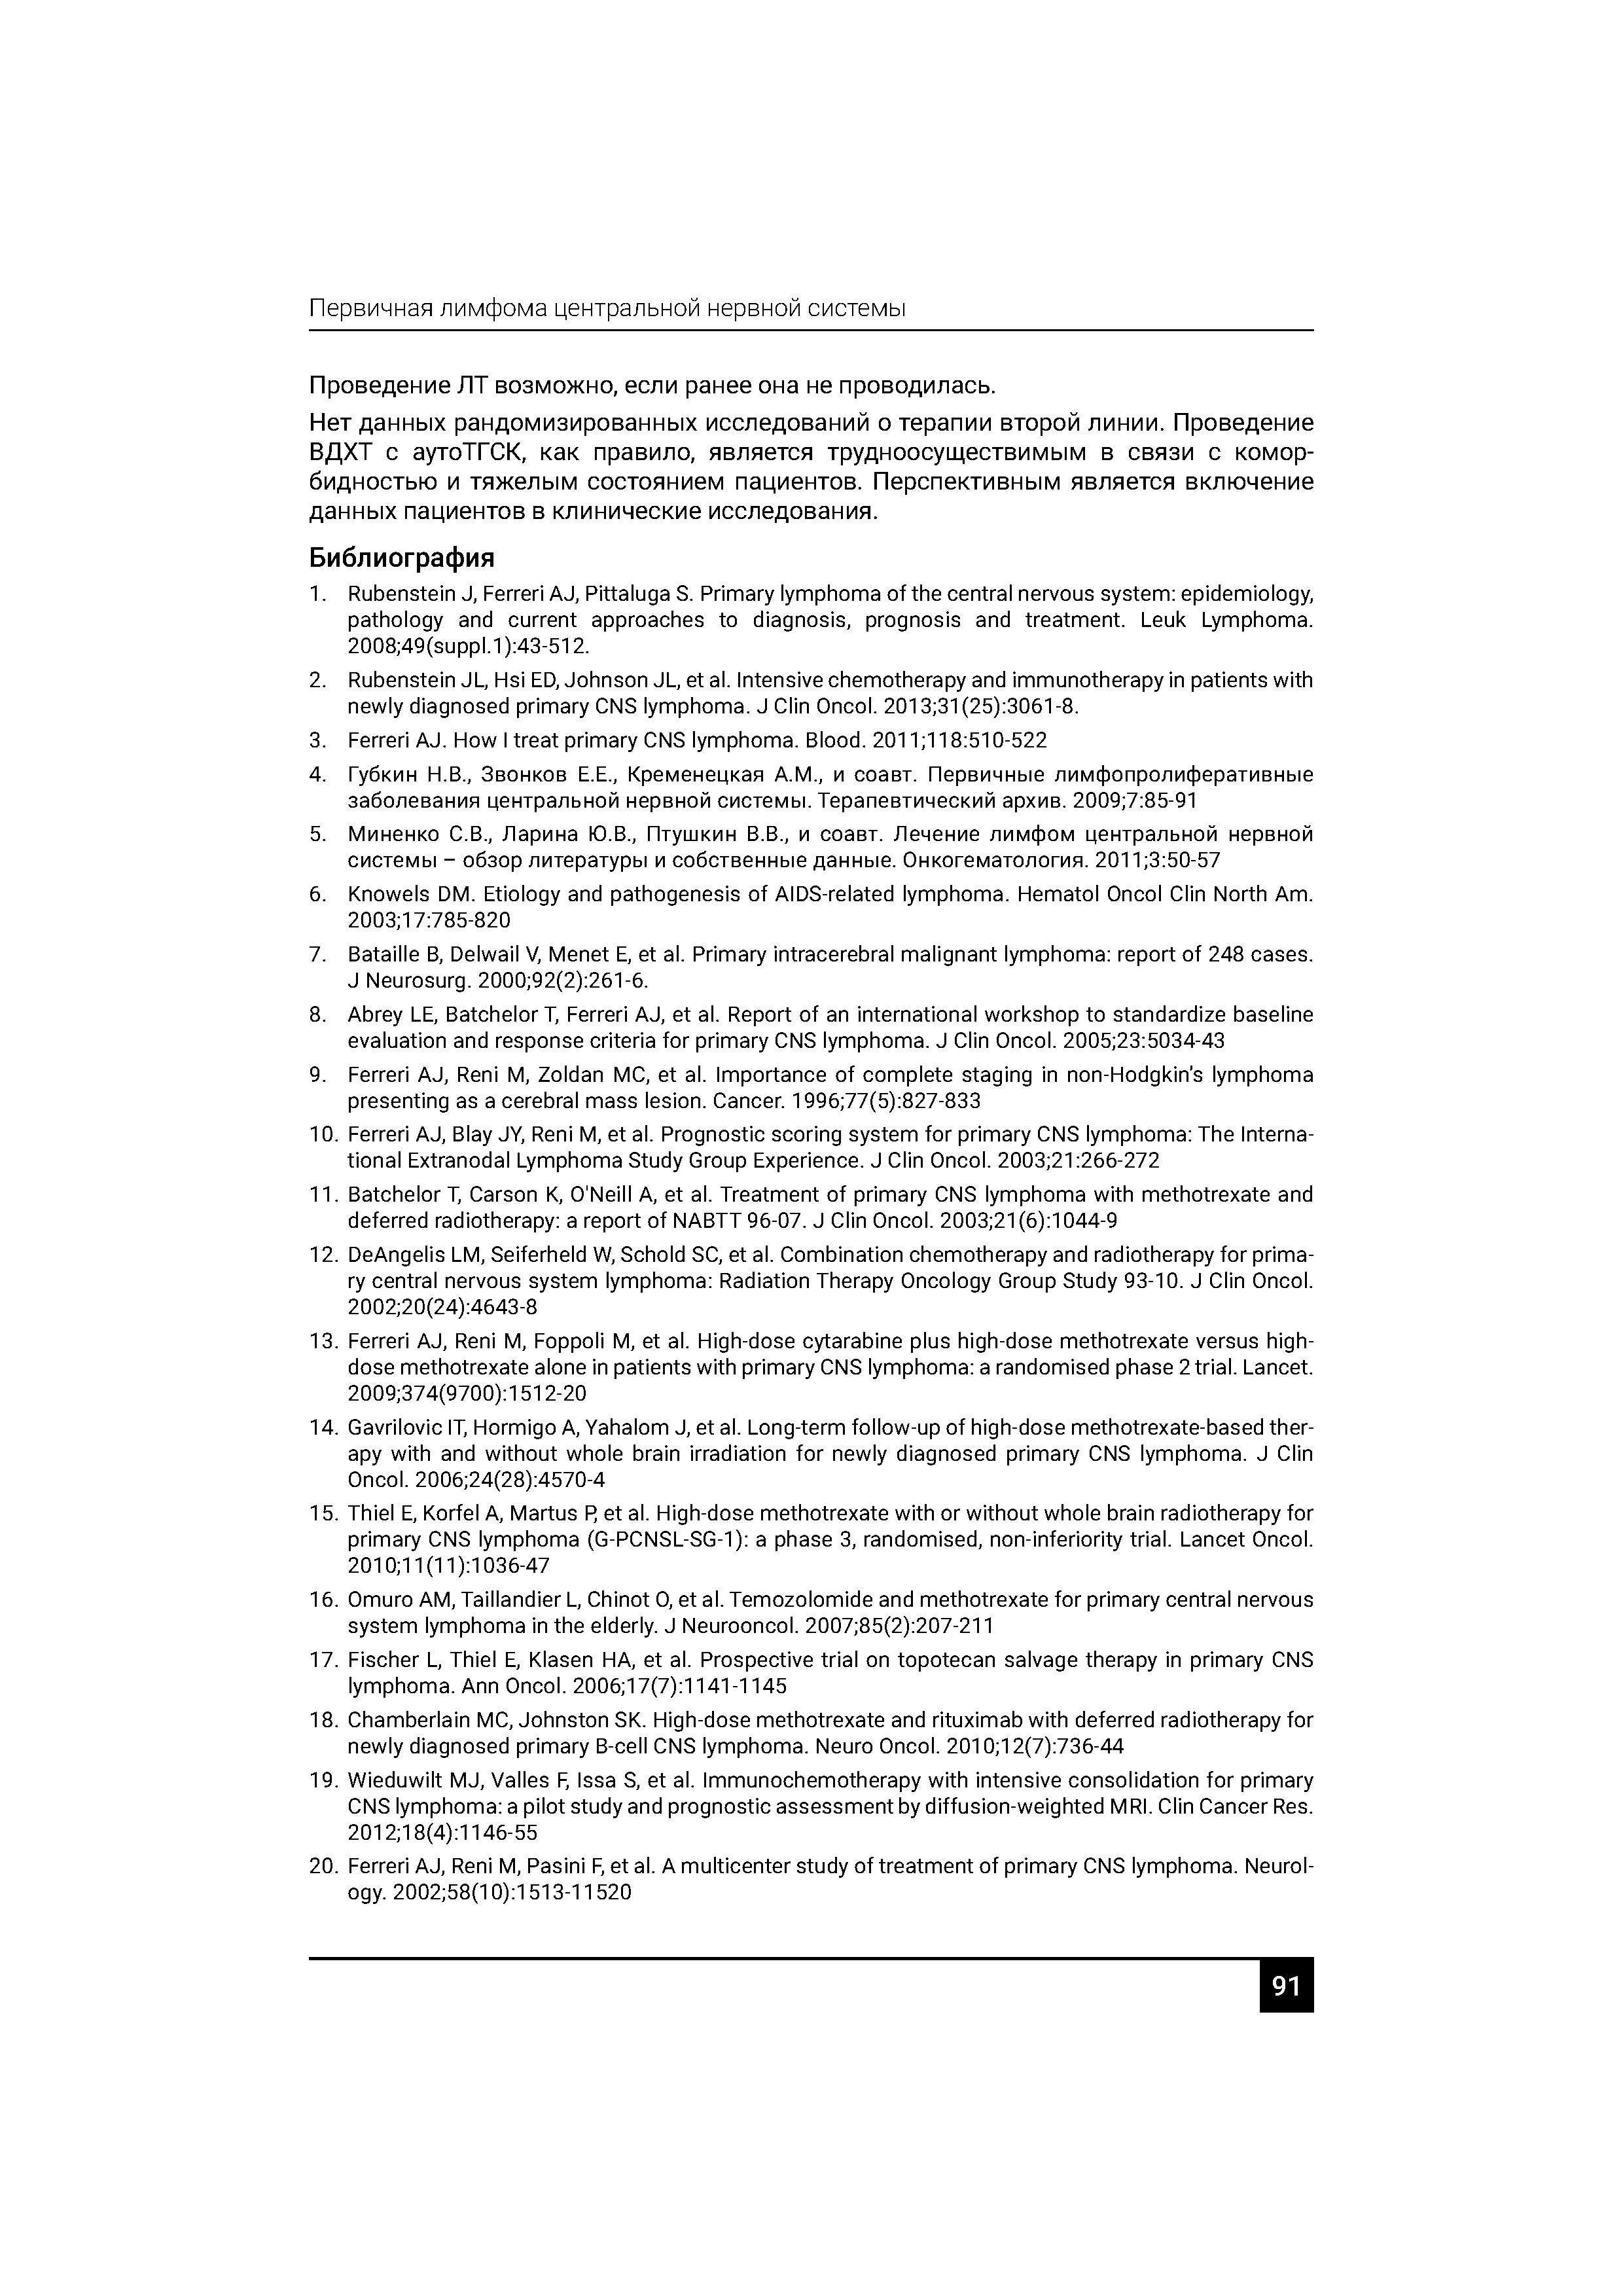 Первичная лимфома центральной нервной системы
Проведение ЛТ возможно, если ранее она не проводилась.
Нет данных рандомизированных исследований о терапии второй линии. Проведение
ВДХТ с аутоТГСК, как правило, является трудноосуществимым в связи с комор-
бидностью и тяжелым состоянием пациентов. Перспективным является включение
данных пациентов в клинические исследования.
Библиография
1. Rubenstein J, Ferreri AJ, Pittaluga S. Primary lymphoma of the central nervous system: epidemiology,
pathology and current approaches to diagnosis, prognosis and treatment. Leuk Lymphoma.
2008;49(suppl.1):43-512.
2. Rubenstein JL, Hsi ED, Johnson JL, et al. Intensive chemotherapy and immunotherapy in patients with
newly diagnosed primary CNS lymphoma. J Clin Oncol. 2013;31(25):3061-8.
3. Ferreri AJ. How I treat primary CNS lymphoma. Blood. 2011;118:510-522
4. Губкин Н.В., Звонков Е.Е., Кременецкая А.М., и соавт. Первичные лимфопролиферативные
заболевания центральной нервной системы. Терапевтический архив. 2009;7:85-91
5. Миненко С.В., Ларина Ю.В., Птушкин В.В., и соавт. Лечение лимфом центральной нервной
системы – обзор литературы и собственные данные. Онкогематология. 2011;3:50-57
6. Knowels DM. Etiology and pathogenesis of AIDS-related lymphoma. Hematol Oncol Clin North Am.
2003;17:785-820
7. Bataille B, Delwail V, Menet E, et al. Primary intracerebral malignant lymphoma: report of 248 cases.
J Neurosurg. 2000;92(2):261-6.
8. Abrey LE, Batchelor T, Ferreri AJ, et al. Report of an international workshop to standardize baseline
evaluation and response criteria for primary CNS lymphoma. J Clin Oncol. 2005;23:5034-43
9. Ferreri AJ, Reni M, Zoldan MC, et al. Importance of complete staging in non-Hodgkin’s lymphoma
presenting as a cerebral mass lesion. Cancer. 1996;77(5):827-833
10. Ferreri AJ, Blay JY, Reni M, et al. Prognostic scoring system for primary CNS lymphoma: The Interna-
tional Extranodal Lymphoma Study Group Experience. J Clin Oncol. 2003;21:266-272
11. Batchelor T, Carson K, O'Neill A, et al. Treatment of primary CNS lymphoma with methotrexate and
deferred radiotherapy: a report of NABTT 96-07. J Clin Oncol. 2003;21(6):1044-9
12. DeAngelis LM, Seiferheld W, Schold SC, et al. Combination chemotherapy and radiotherapy for prima-
ry central nervous system lymphoma: Radiation Therapy Oncology Group Study 93-10. J Clin Oncol.
2002;20(24):4643-8
13. Ferreri AJ, Reni M, Foppoli M, et al. High-dose cytarabine plus high-dose methotrexate versus high-
dose methotrexate alone in patients with primary CNS lymphoma: a randomised phase 2 trial. Lancet.
2009;374(9700):1512-20
14. Gavrilovic IT, Hormigo A, Yahalom J, et al. Long-term follow-up of high-dose methotrexate-based ther-
apy with and without whole brain irradiation for newly diagnosed primary CNS lymphoma. J Clin
Oncol. 2006;24(28):4570-4
15. Thiel E, Korfel A, Martus P, et al. High-dose methotrexate with or without whole brain radiotherapy for
primary CNS lymphoma (G-PCNSL-SG-1): a phase 3, randomised, non-inferiority trial. Lancet Oncol.
2010;11(11):1036-47
16. Omuro AM, Taillandier L, Chinot O, et al. Temozolomide and methotrexate for primary central nervous
system lymphoma in the elderly. J Neurooncol. 2007;85(2):207-211
17. Fischer L, Thiel E, Klasen HA, et al. Prospective trial on topotecan salvage therapy in primary CNS
lymphoma. Ann Oncol. 2006;17(7):1141-1145
18. Chamberlain MC, Johnston SK. High-dose methotrexate and rituximab with deferred radiotherapy for
newly diagnosed primary B-cell CNS lymphoma. Neuro Oncol. 2010;12(7):736-44
19. Wieduwilt MJ, Valles F, Issa S, et al. Immunochemotherapy with intensive consolidation for primary
CNS lymphoma: a pilot study and prognostic assessment by diffusion-weighted MRI. Clin Cancer Res.
2012;18(4):1146-55
20. Ferreri AJ, Reni M, Pasini F, et al. A multicenter study of treatment of primary CNS lymphoma. Neurol-
ogy. 2002;58(10):1513-11520
91